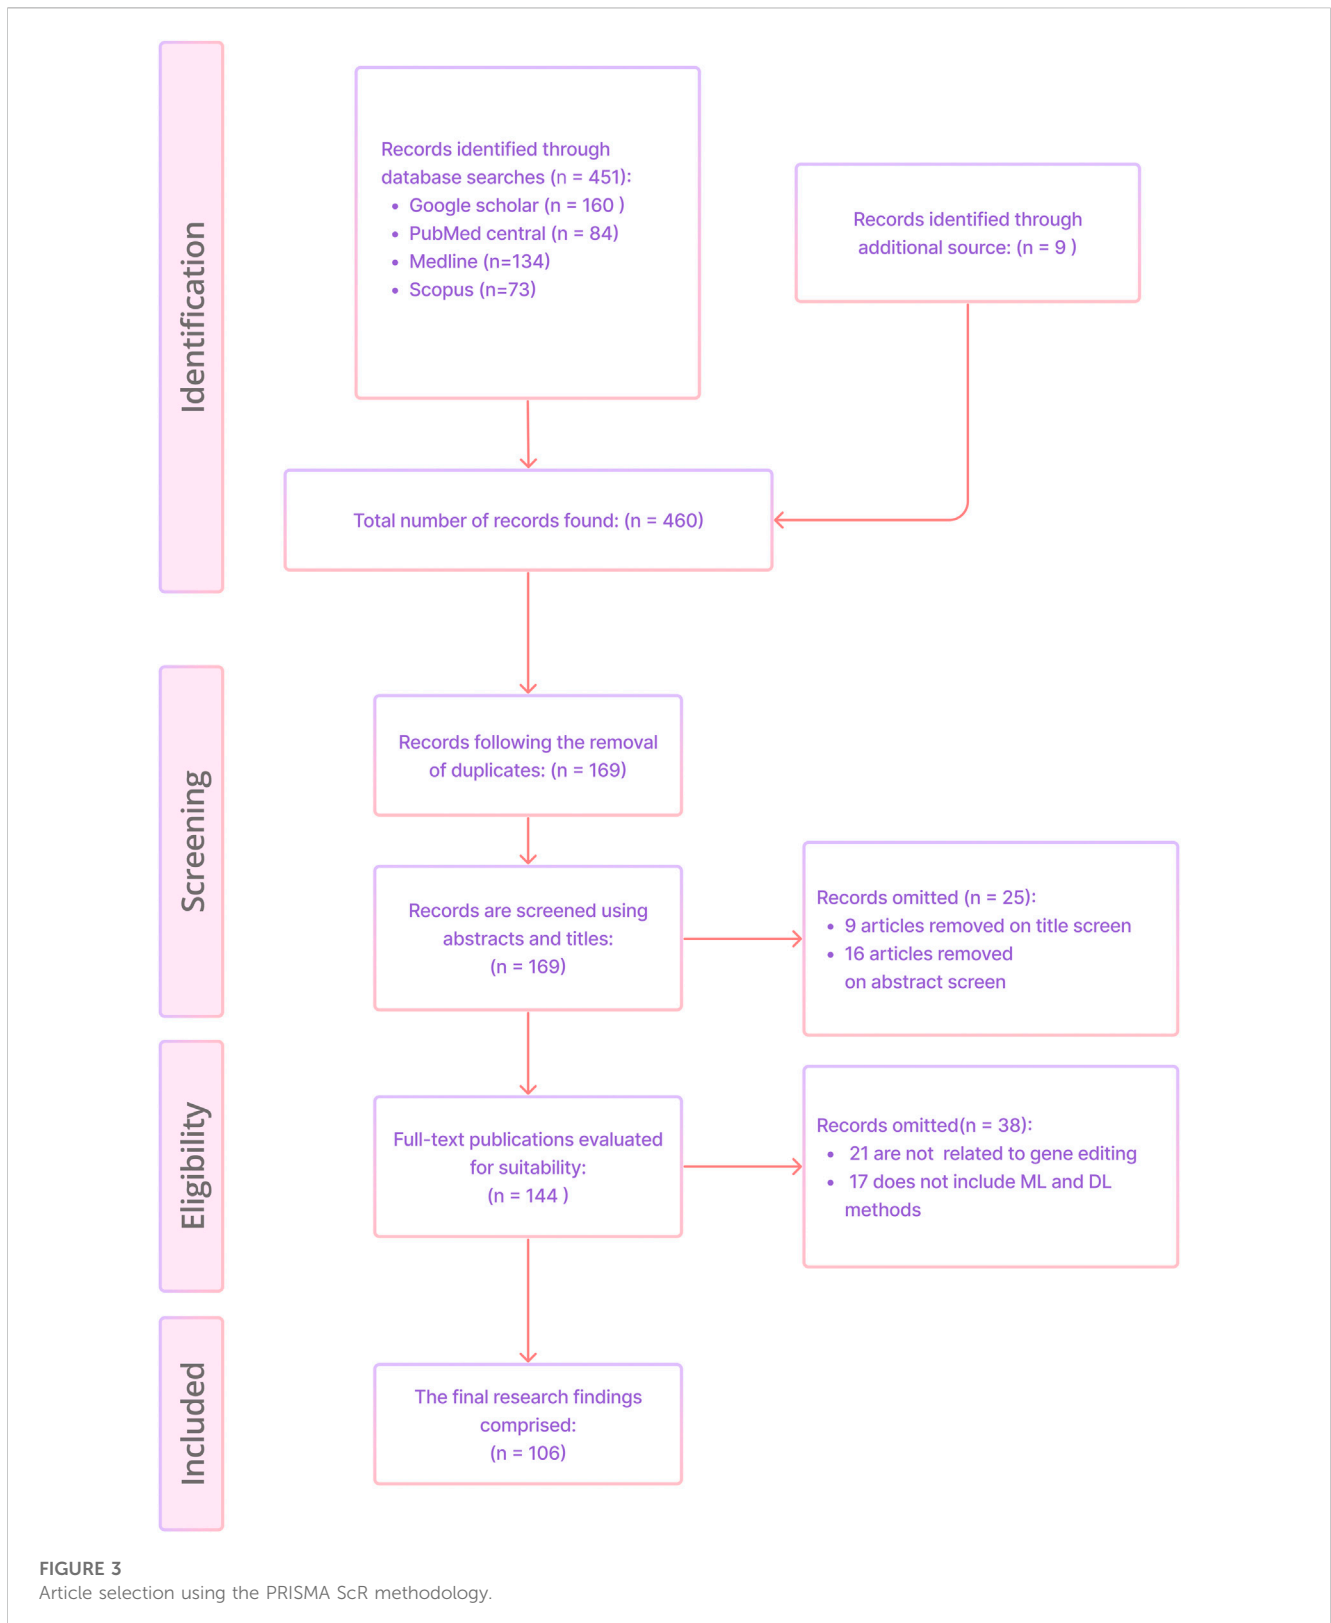 Identification
Records identified through
database searches (n = 451):
• Google scholar (n = 160 )
• PubMed central (n = 84)
• Medline (n=134)
• Scopus (n=73)
Records identified through
additional source: (n = 9 )
Total number of records found: (n = 460)
Screening
Records following the removal
of duplicates: (n = 169)
Records are screened using
abstracts and titles:
(n = 169)
Records omitted (n = 25):
• 9 articles removed on title screen
• 16 articles removed
on abstract screen
Eligibility
Full-text publications evaluated
for suitability:
(n = 144 )
Records omitted(n = 38):
• 21 are not related to gene editing
• 17 does not include ML and DL
methods
Included
The final research findings
comprised:
(n = 106)
FIGURE 3
Article selection using the PRISMA ScR methodology.